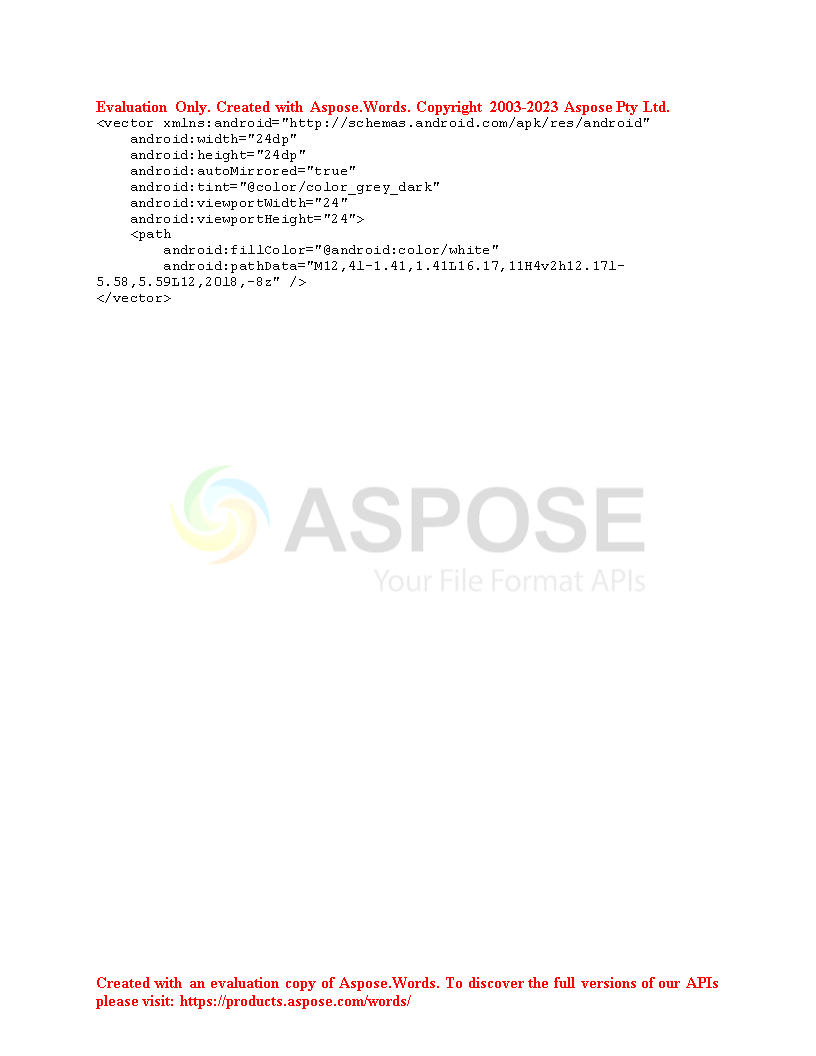 Evaluation Only. Created with Aspose.Words. Copyright 2003-2023 Aspose Pty Ltd.
<vector xmlns:android="http://schemas.android.com/apk/res/android"
    android:width="24dp"
    android:height="24dp"
    android:autoMirrored="true"
    android:tint="@color/color_grey_dark"
    android:viewportWidth="24"
    android:viewportHeight="24">
    <path
        android:fillColor="@android:color/white"
        android:pathData="M12,4l-1.41,1.41L16.17,11H4v2h12.17l-
5.58,5.59L12,20l8,-8z" />
</vector>
ASPOSE
Your File Format APIs
Created with an evaluation copy of Aspose.Words. To discover the full versions of our APIs
please visit: https://products.aspose.com/words/